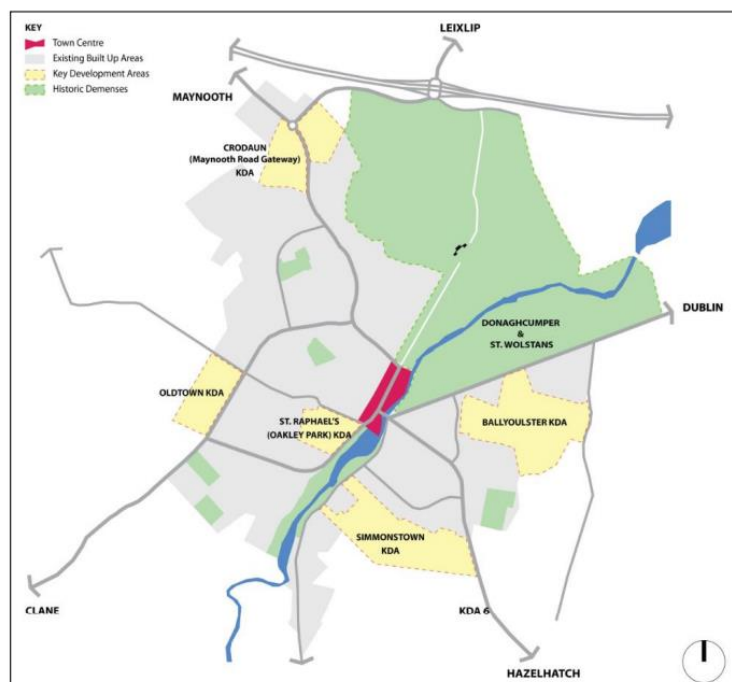 KEY
Town Centre
Existing Built Up Areas
Key Development Areas
Historic Demenses
LEIXLIP
MAYNOOTH
CRODAUN
(Maynooth Road Gateway)
KDA
DUBLIN
DONAGHCUMPER
&
ST. WOLSTANS
OLDTOWN KDA
ST. RAPHAEL'S
(OAKLEY PARK) KDA
BALLYOULSTER KDA
SIMMONSTOWN
KDA
CLANE
KDA 6
HAZELHATCH